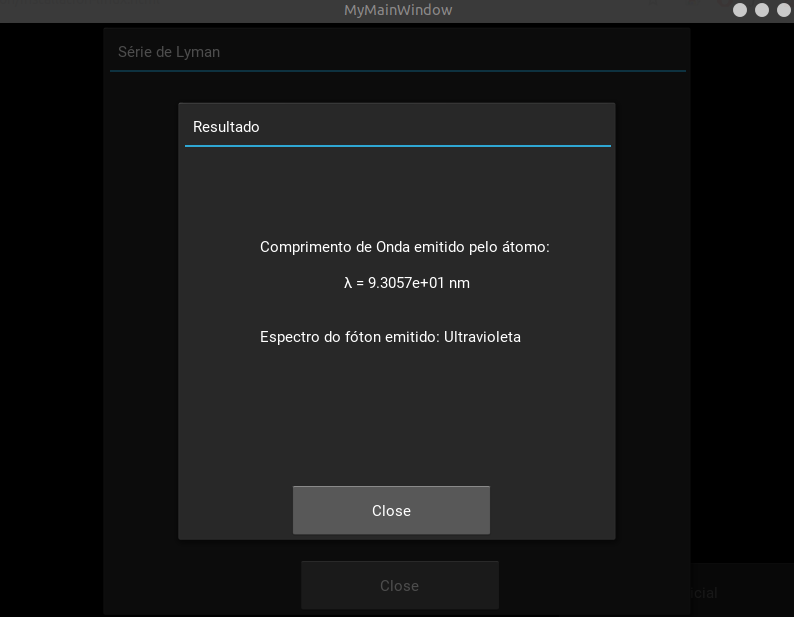 MyMainWindow
Série de Lyman
Resultado
Comprimento de Onda emitido pelo átomo:
λ = 9.3057e+01 nm
Espectro do fóton emitido: Ultravioleta
Close
Close